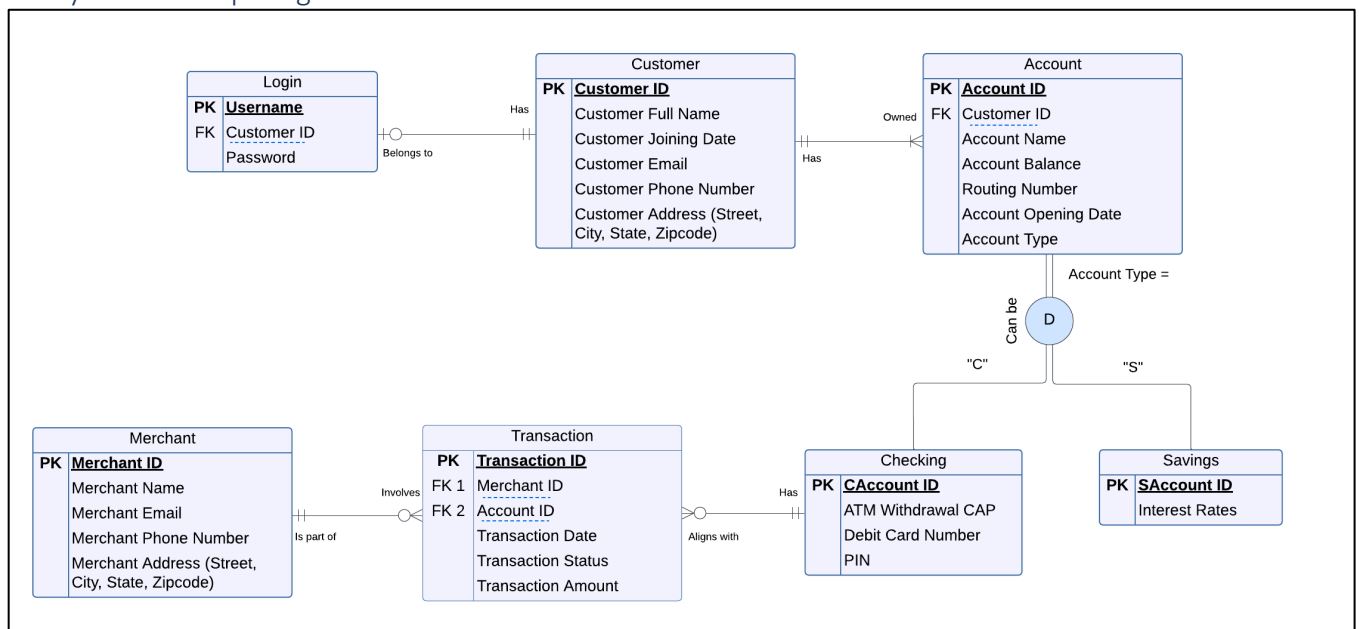 Login
PK Username
FK Customer ID
Password
Has
Belongs to
Customer
PK Customer ID
Customer Full Name
Customer Joining Date
Customer Email
Customer Phone Number
Customer Address (Street,
City, State, Zipcode)
Owned
Has
Account
PK Account ID
FK Customer ID
Account Name
Account Balance
Routing Number
Account Opening Date
Account Type
Account Type =
Can be
D
"C"
"S"
Merchant
PK Merchant ID
Merchant Name
Merchant Email
Merchant Phone Number
Merchant Address (Street,
City, State, Zipcode)
Involves
Is part of
Transaction
PK Transaction ID
FK 1 Merchant ID
FK 2 Account ID
Transaction Date
Transaction Status
Transaction Amount
Has
Aligns with
Checking
PK CAccount ID
ATM Withdrawal CAP
Debit Card Number
PIN
Savings
PK SAccount ID
Interest Rates